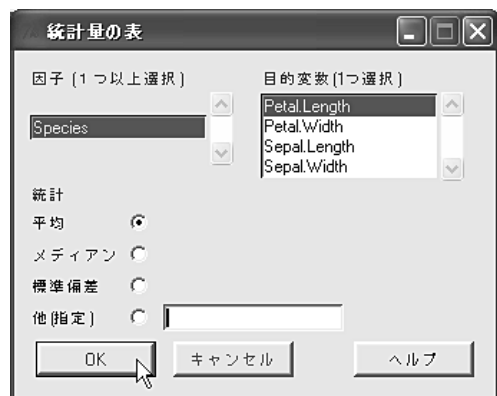 統計量の表
因子 (1 つ以上選択)
目的変数 (1つ選択)
Species
Petal.Length
Petal.Width
Sepal.Length
Sepal.Width
統計
平均
メディアン
標準偏差
他(指定)
OK
キャンセル
ヘルプ